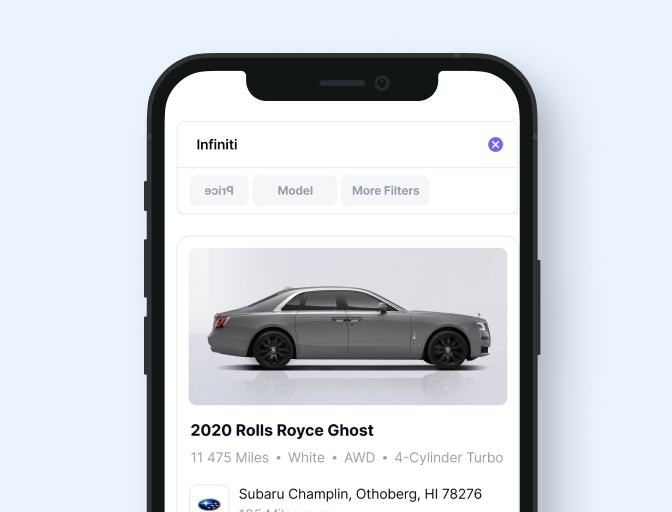 Infiniti
Price Model More Filters
2020 Rolls Royce Ghost
11 475 Miles • White • AWD • 4-Cylinder Turbo
Subaru Champlin, Othoberg, HI 78276